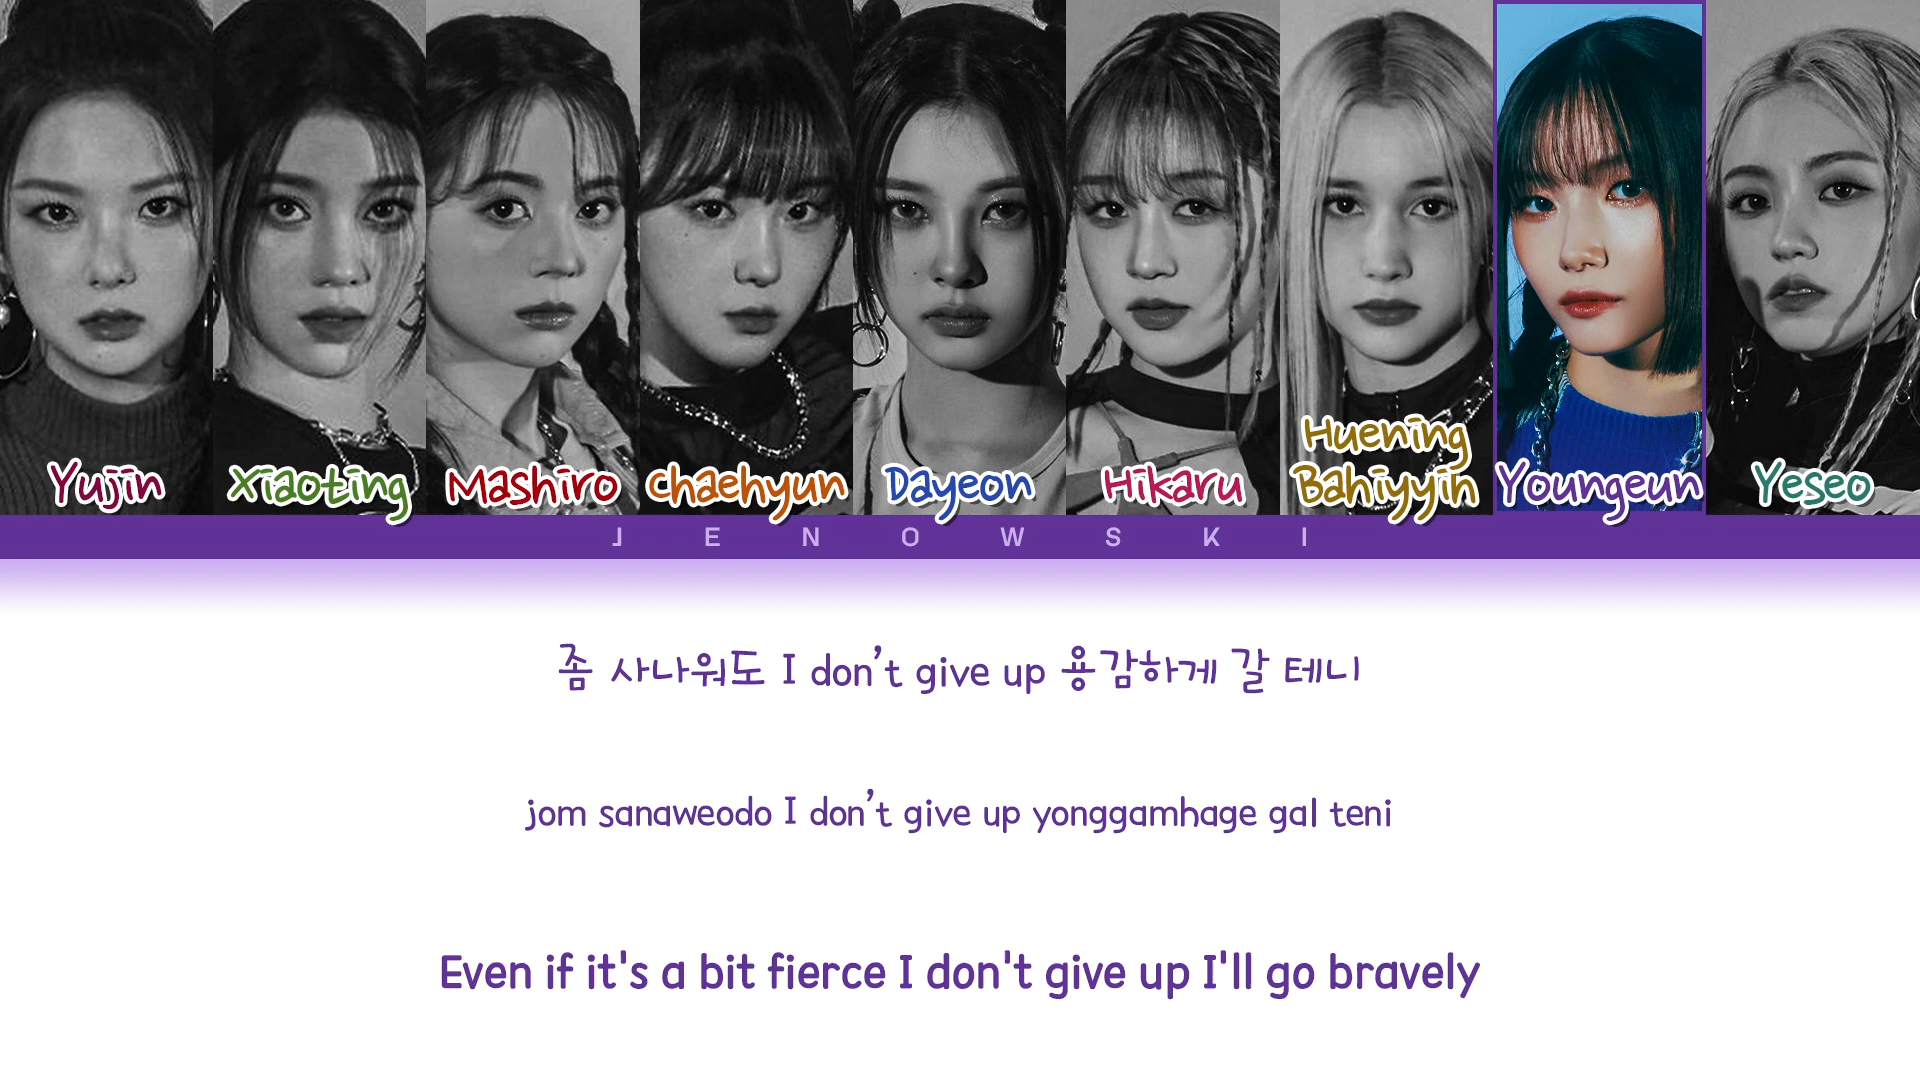 Yujin
Xiaoting
Mashiro
chaehyun
Dayeon
Hikaru
Huening
Bahiyyih
Youngeun
Yeseo
JENOWSKI
좀 사나워도 I don’t give up 용감하게 갈 테니
jom sanaweodo I don’t give up yonggamhage gal teni
Even if it's a bit fierce I don't give up I'll go bravely